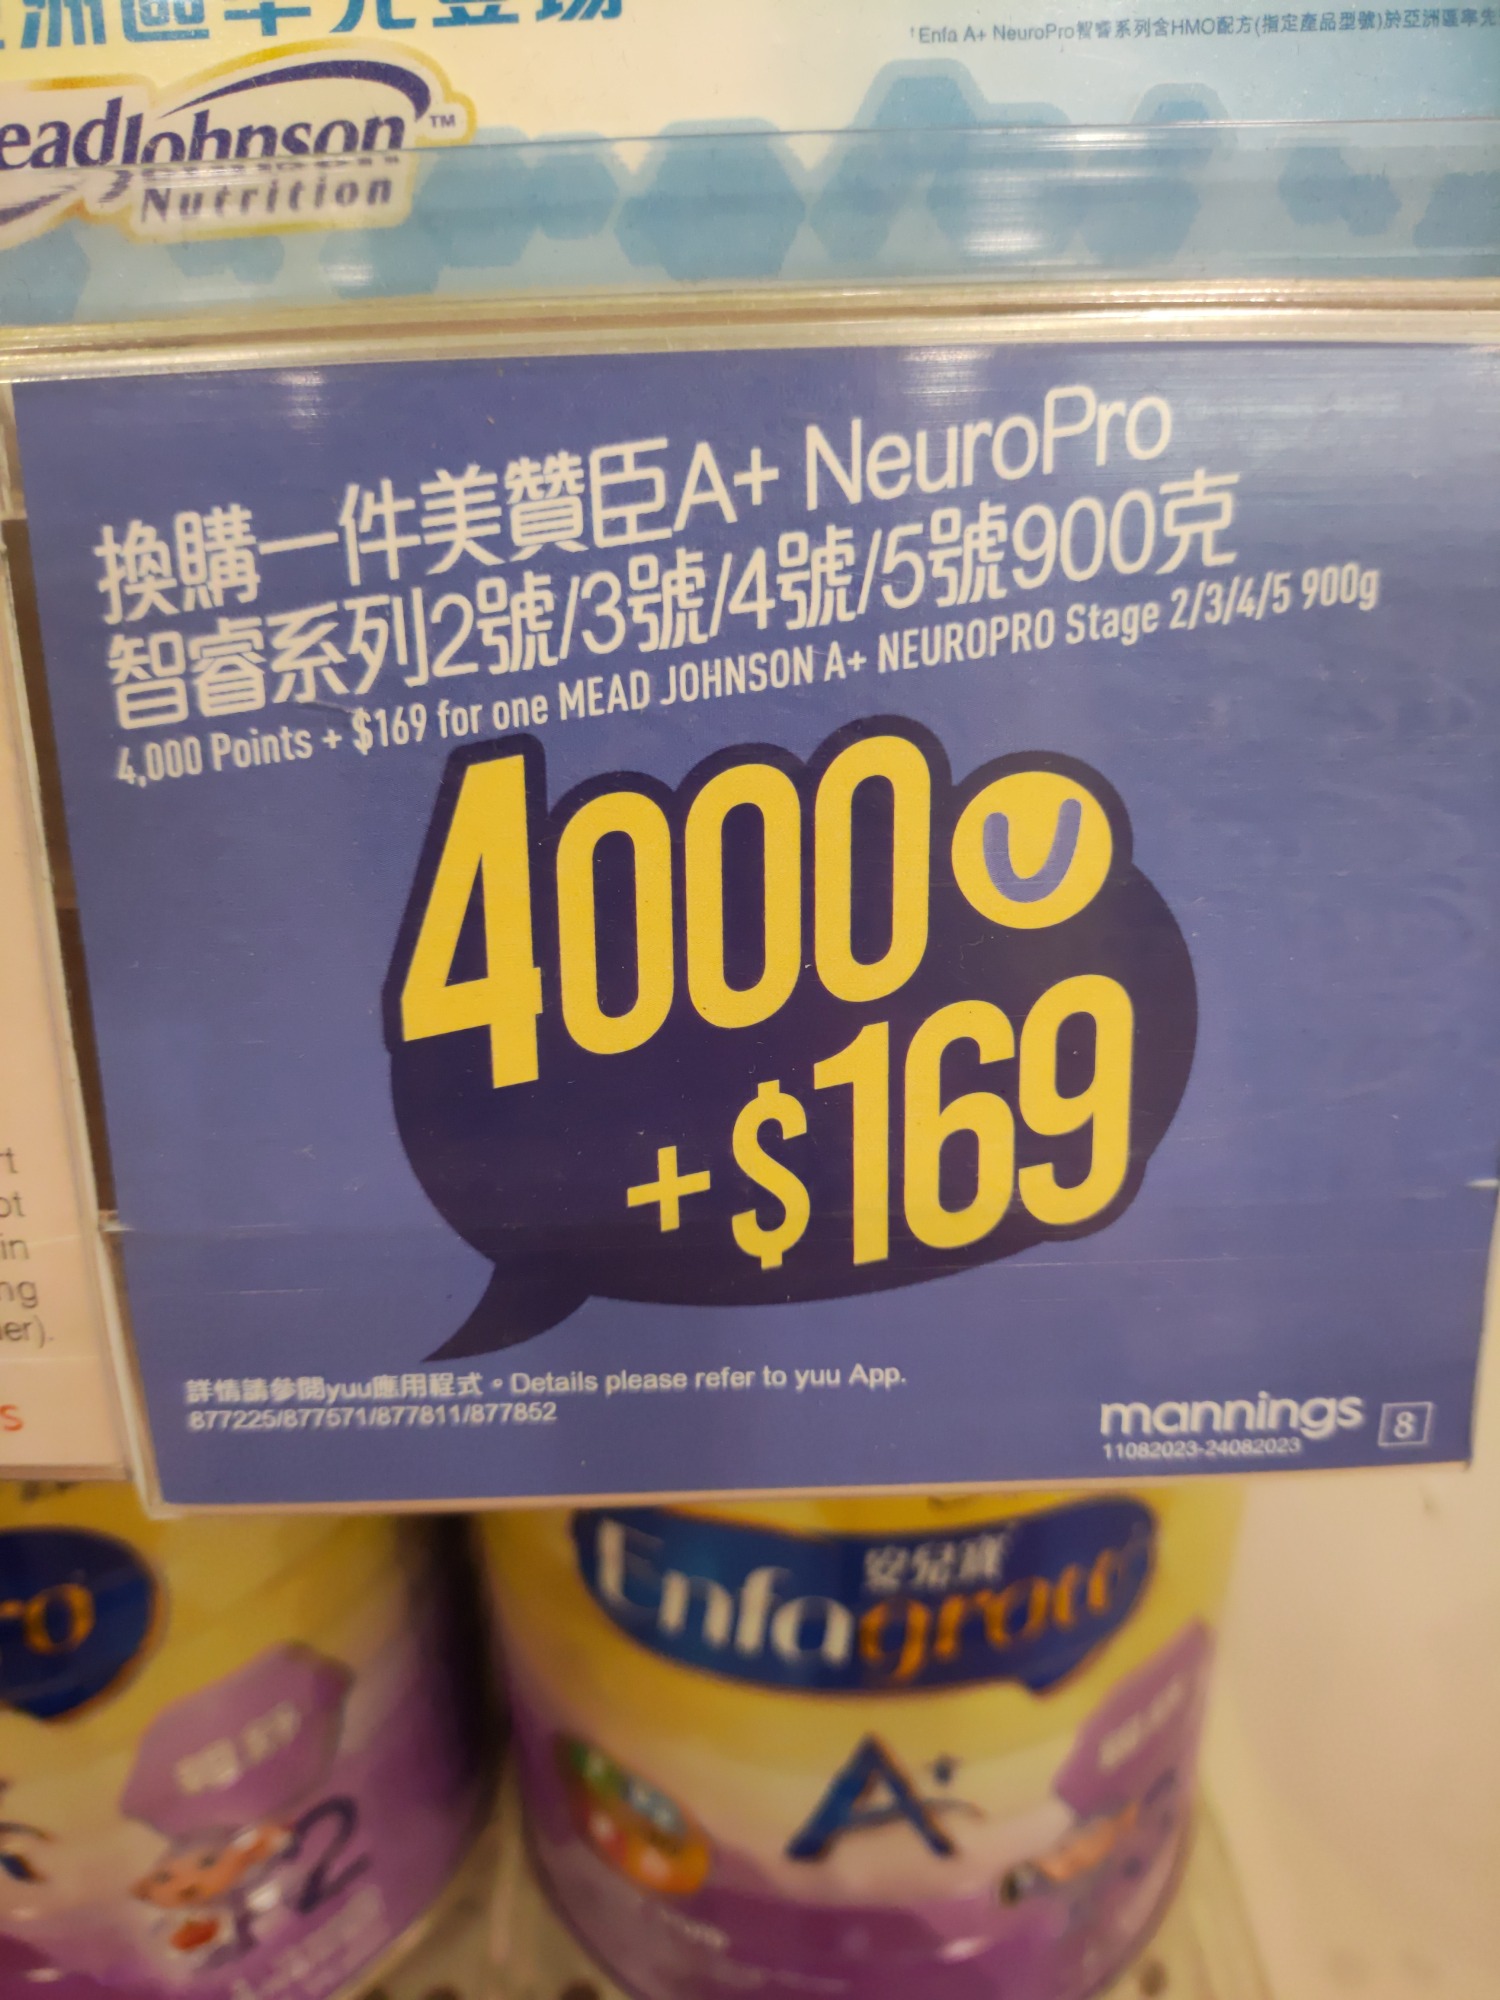 ¹Enfa A+ NeuroPro智睿系列含HMO配方(指定產品型號)於亞洲區率先
eadJohnson™
Nutrition
換購一件美贊臣A+ NeuroPro
智睿系列2號/3號/4號/5號900克
4,000 Points + $169 for one MEAD JOHNSON A+ NEUROPRO Stage 2/3/4/5 900g
4000U
+$169
詳情請參閱yuu應用程式。Details please refer to yuu App.
877225/877571/877811/877852
mannings 8
11082023-24082023
er).
安兒寶
Enfagrow
A+
2